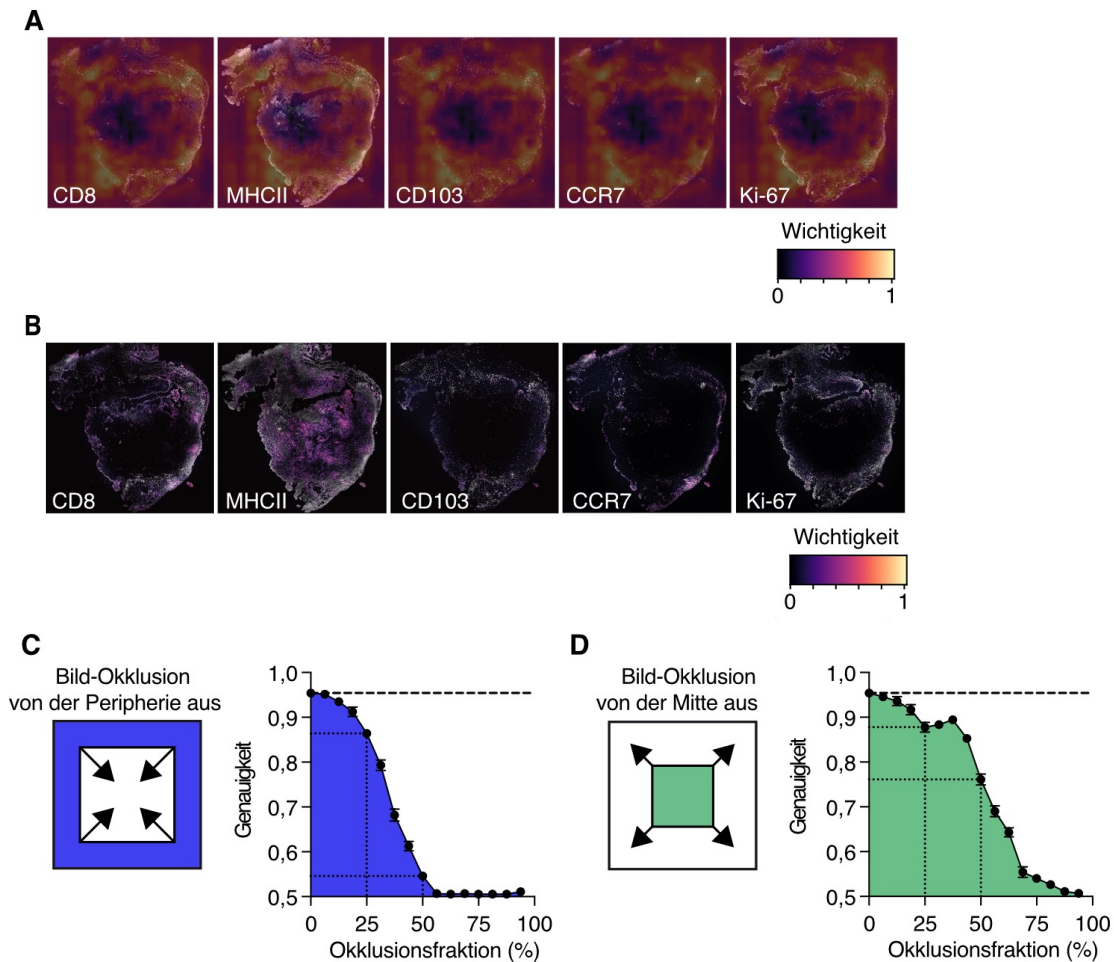 A
CD8
MHCII
CD103
CCR7
Ki-67
Wichtigkeit
0
1
B
CD8
MHCII
CD103
CCR7
Ki-67
Wichtigkeit
0
1
C
Bild-Okklusion
von der Peripherie aus
Genauigkeit
1,0
0,9
0,8
0,7
0,6
0,5
0
25
50
75
100
Okklusionsfraktion (%)
D
Bild-Okklusion
von der Mitte aus
Genauigkeit
1,0
0,9
0,8
0,7
0,6
0,5
0
25
50
75
100
Okklusionsfraktion (%)